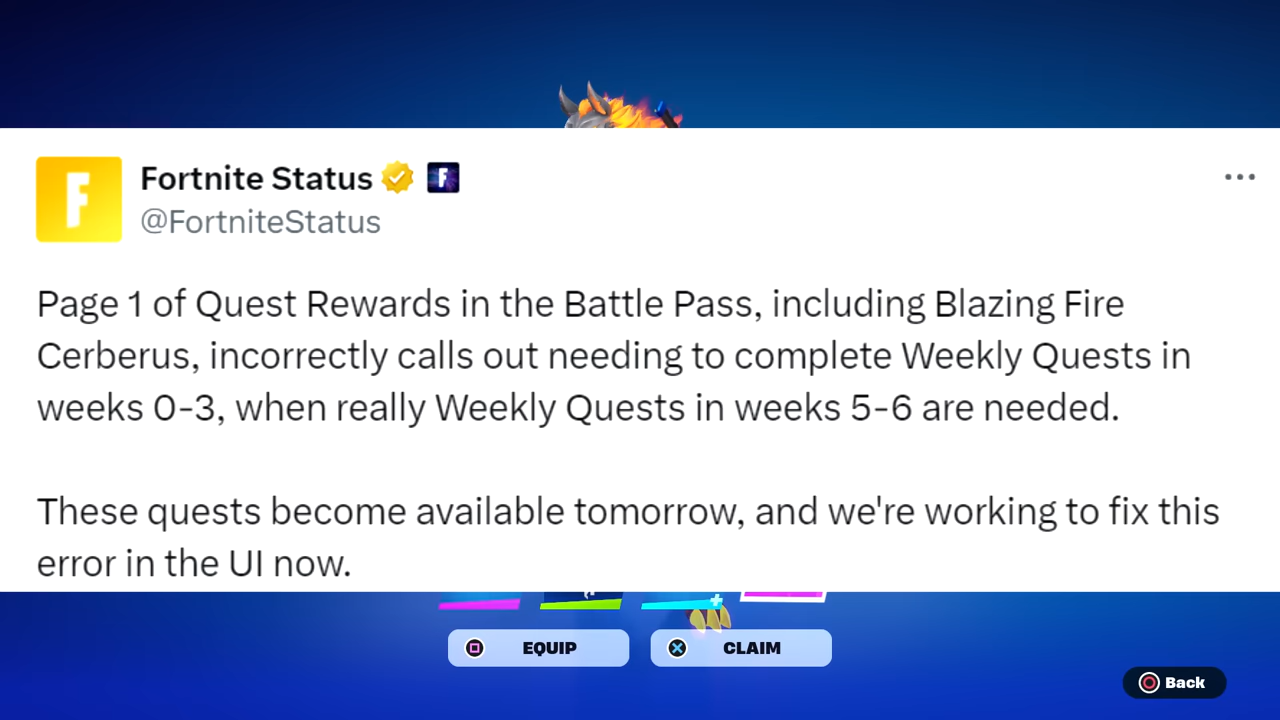 Fortnite Status
@FortniteStatus
Page 1 of Quest Rewards in the Battle Pass, including Blazing Fire
Cerberus, incorrectly calls out needing to complete Weekly Quests in
weeks 0-3, when really Weekly Quests in weeks 5-6 are needed.
These quests become available tomorrow, and we're working to fix this
error in the UI now.
EQUIP
CLAIM
Back